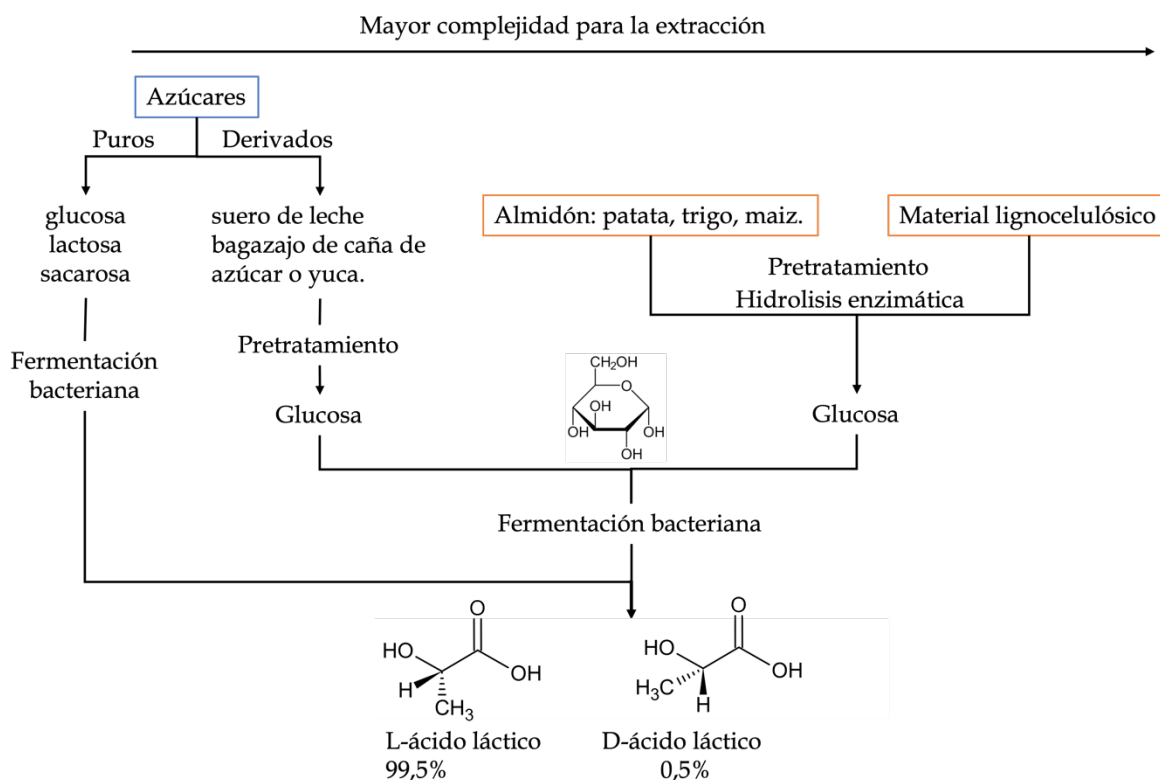 Mayor complejidad para la extracción
Azúcares
Puros
Derivados
glucosa
lactosa
sacarosa
suero de leche
bagazajo de caña de
azúcar o yuca.
Almidón: patata, trigo, maiz.
Material lignocelulósico
Pretratamiento
Hidrolisis enzimática
Fermentación
bacteriana
Pretratamiento
Glucosa
CH₂OH
O
OH
OH
OH
OH
Glucosa
Fermentación bacteriana
O
HO
OH
H
CH₃
O
HO
OH
H₃C
H
L-ácido láctico
99,5%
D-ácido láctico
0,5%